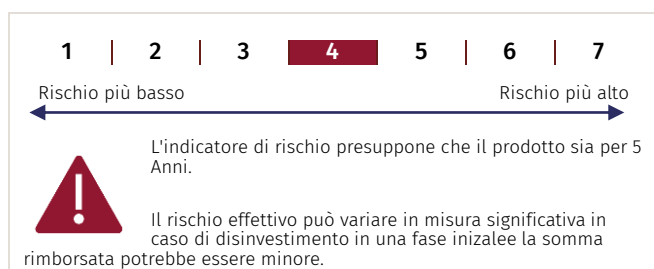 1 | 2 | 3 | 4 | 5 | 6 | 7
Rischio più basso Rischio più alto
L'indicatore di rischio presuppone che il prodotto sia per 5
Anni.
Il rischio effettivo può variare in misura significativa in
caso di disinvestimento in una fase inizalee la somma
rimborsata potrebbe essere minore.